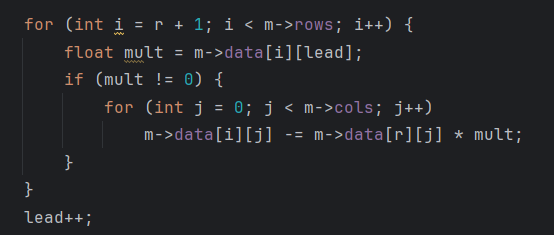 for (int i = r + 1; i < m->rows; i++) {
float mult = m->data[i][lead];
if (mult != 0) {
for (int j = 0; j < m->cols; j++)
m->data[i][j] -= m->data[r][j] * mult;
}
}
lead++;